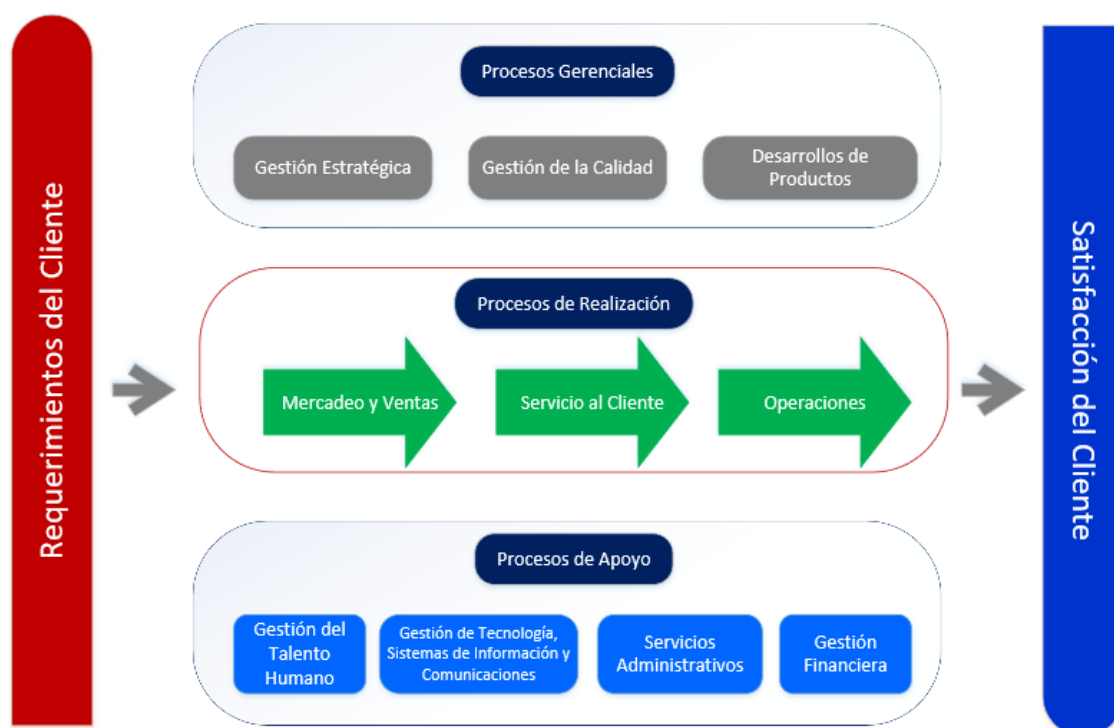 Requerimientos del Cliente
Procesos Gerenciales
Gestión Estratégica
Gestión de la Calidad
Desarrollos de
Productos
Procesos de Realización
Mercadeo y Ventas
Servicio al Cliente
Operaciones
Procesos de Apoyo
Gestión del
Talento
Humano
Gestión de Tecnología,
Sistemas de Información y
Comunicaciones
Servicios
Administrativos
Gestión
Financiera
Satisfacción del Cliente